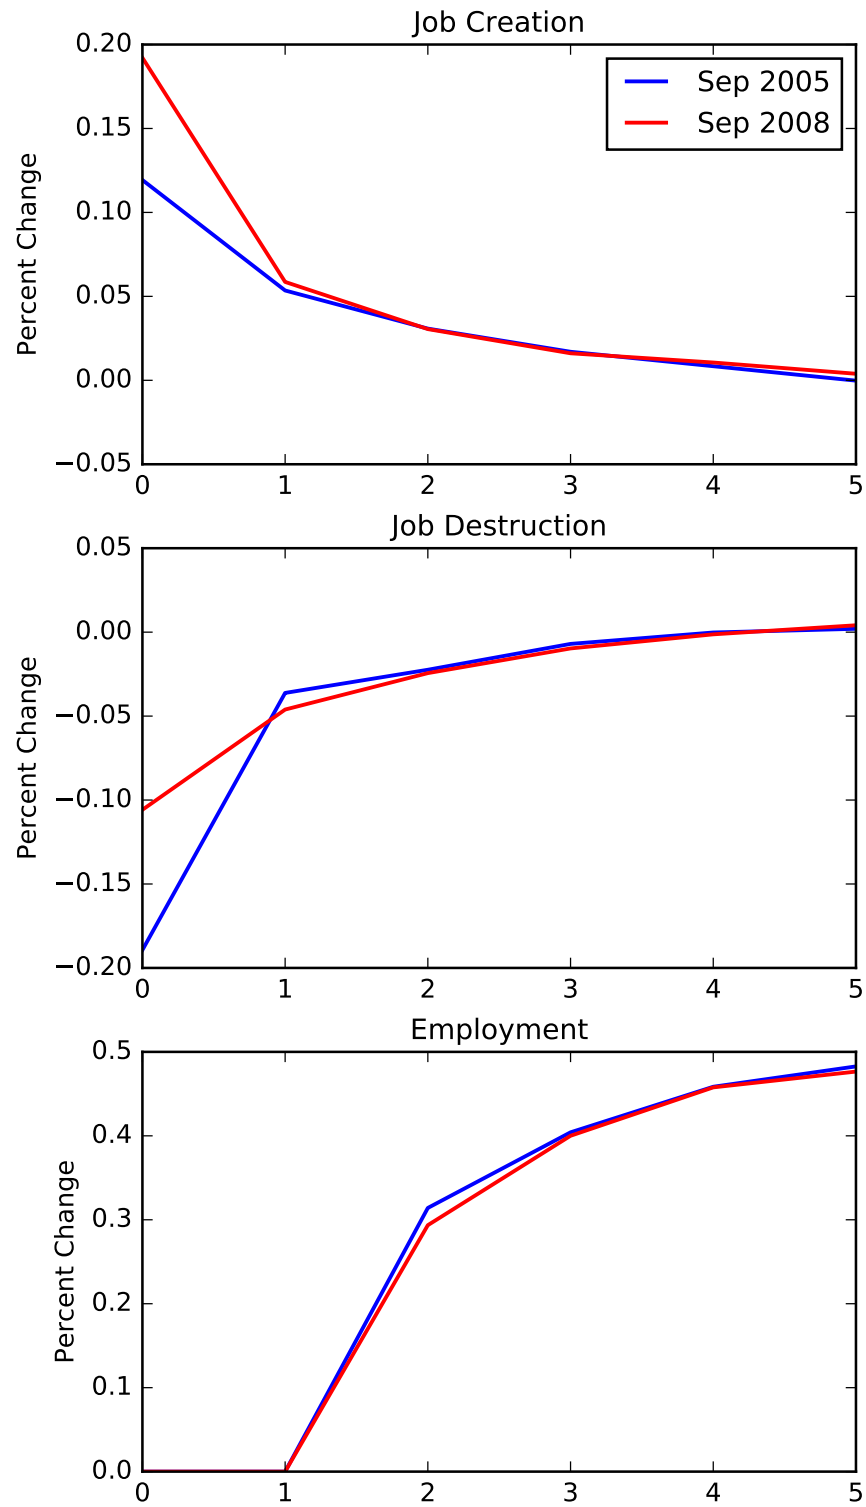 Job Creation
Percent Change
0.20
0.15
0.10
0.05
0.00
−0.05
0 1 2 3 4 5
Sep 2005
Sep 2008
Job Destruction
Percent Change
0.05
0.00
−0.05
−0.10
−0.15
−0.20
0 1 2 3 4 5
Employment
Percent Change
0.5
0.4
0.3
0.2
0.1
0.0
0 1 2 3 4 5